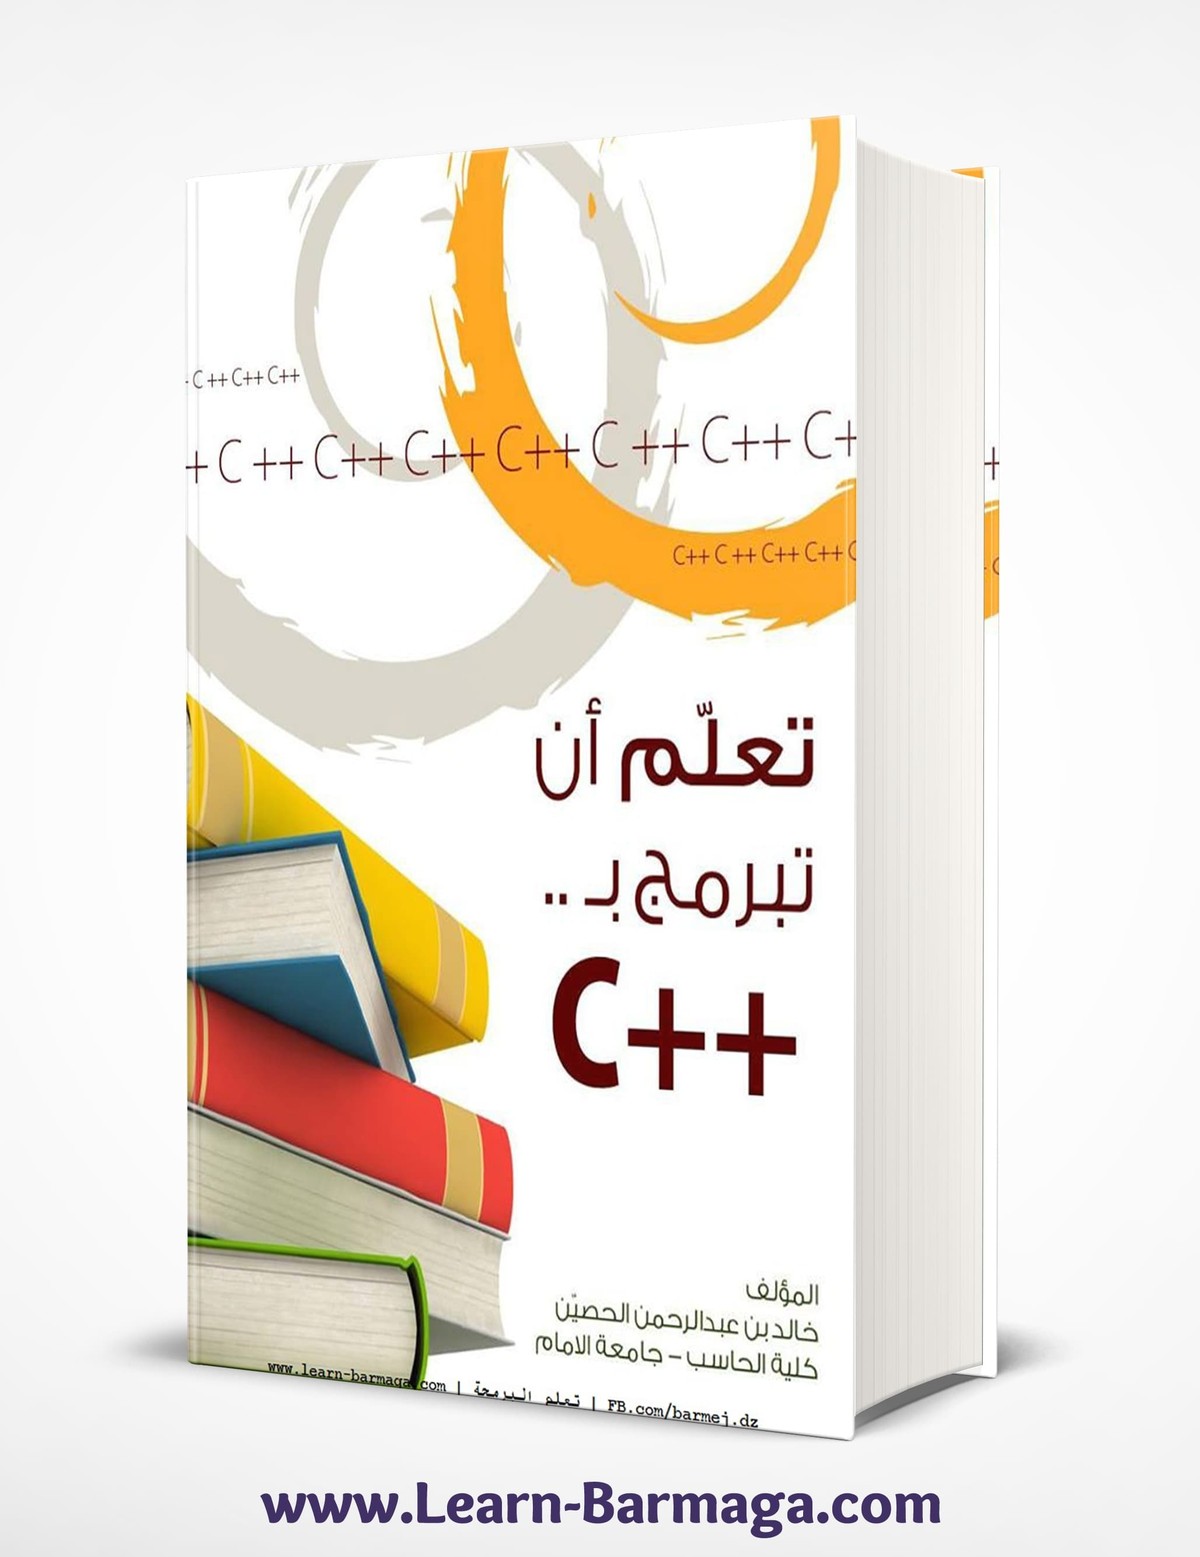 C++ C++ C++
C++ C++ C++ C++ C++ C++
C++ C++ C++ C++
تعلّم أن
تبرمج بـ ..
C++
المؤلف
خالد بن عبدالرحمن الحصيّن
كلية الحاسب – جامعة الامام
www.learn-barmaga.com | تعلم البرمجة | FB.com/barmej.dz
www.Learn-Barmaga.com